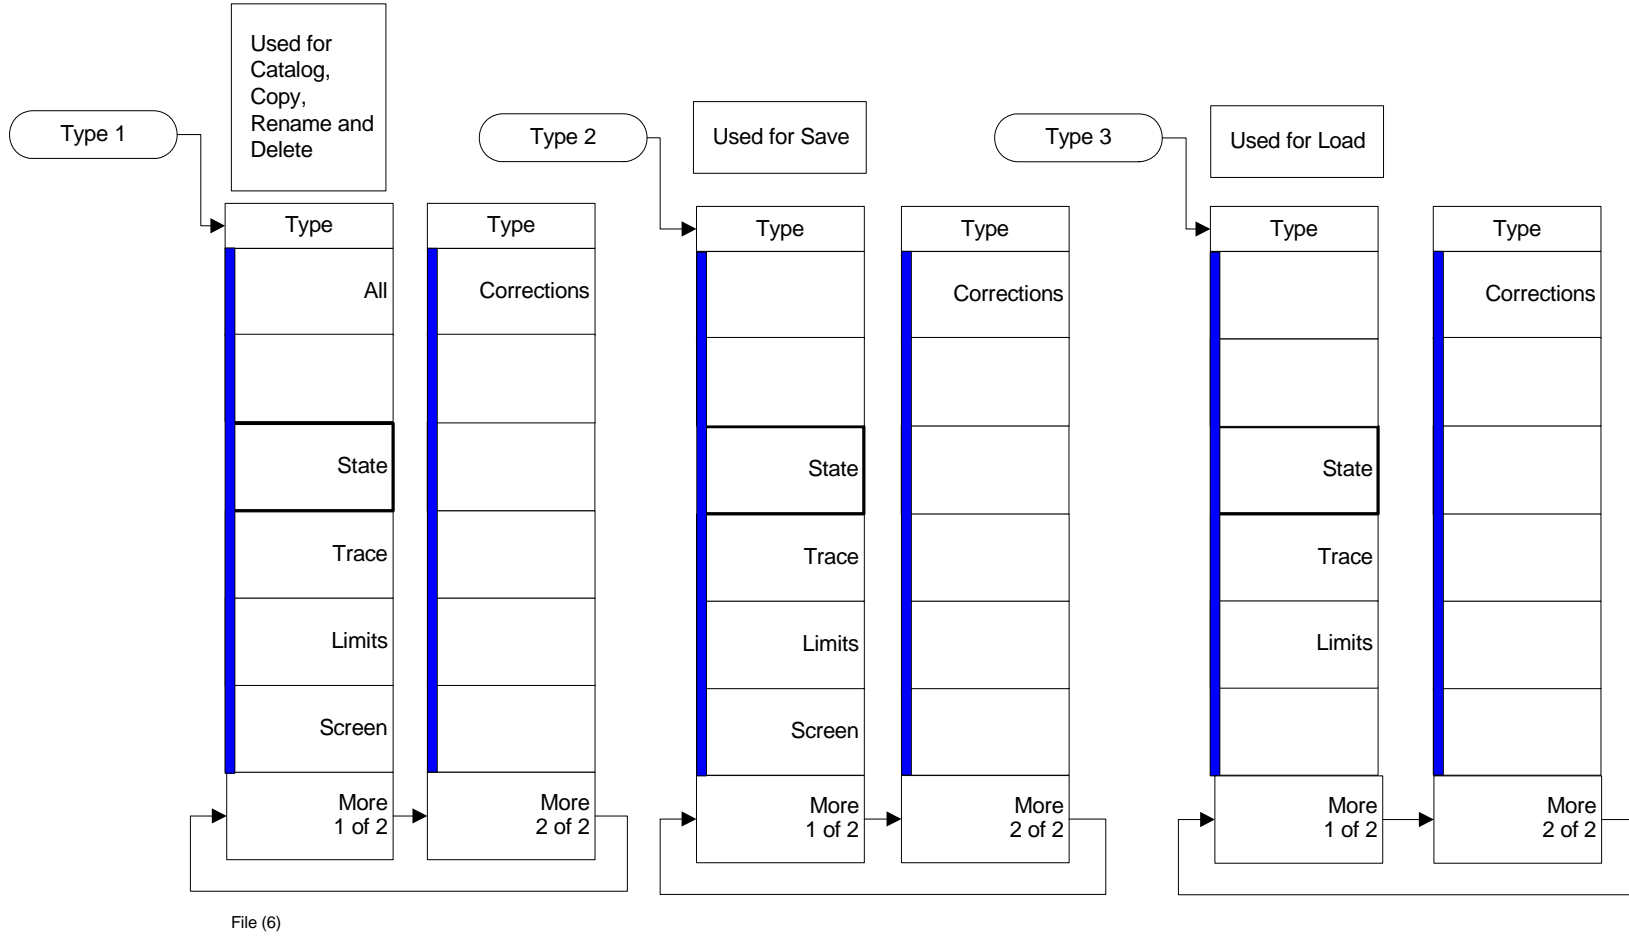 Used for
Catalog,
Copy,
Rename and
Delete
Type 1
Type
All
State
Trace
Limits
Screen
More
1 of 2
Type
Corrections
More
2 of 2
Type 2
Used for Save
Type
State
Trace
Limits
Screen
More
1 of 2
Type
Corrections
More
2 of 2
Type 3
Used for Load
Type
State
Trace
Limits
More
1 of 2
Type
Corrections
More
2 of 2
File (6)